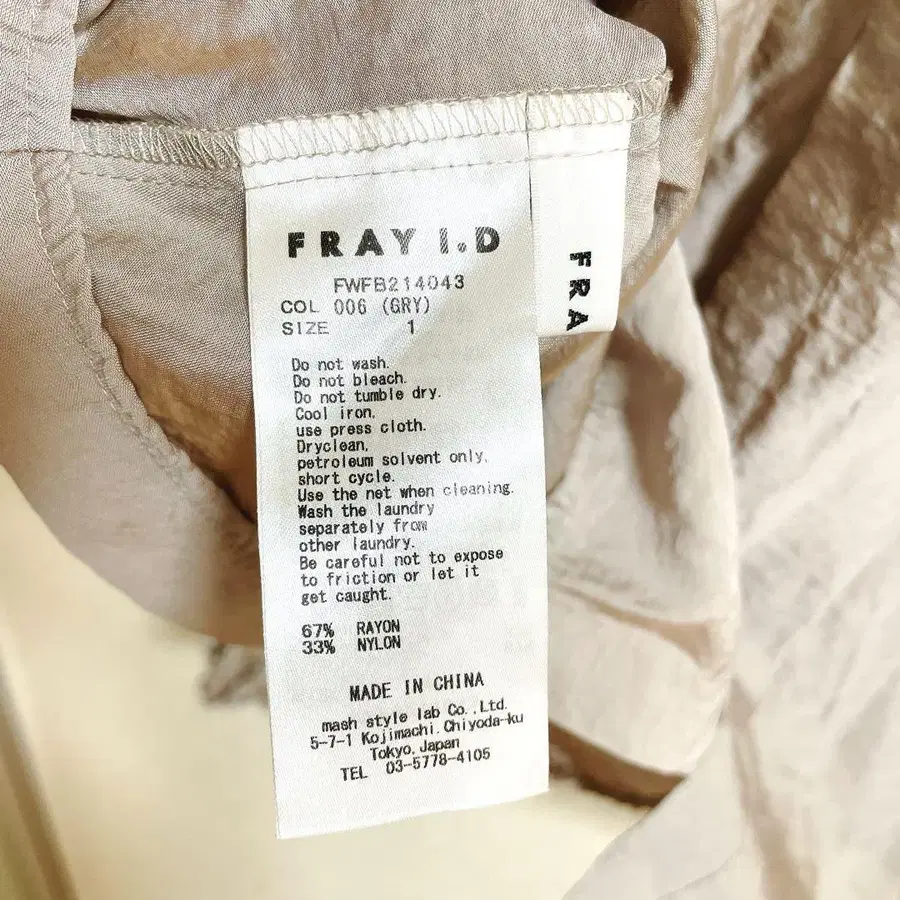 FRAY I.D
FWFB214043
COL 006 (GRY)
SIZE 1
Do not wash.
Do not bleach.
Do not tumble dry.
Cool iron,
use press cloth.
Dryclean,
petroleum solvent only,
short cycle.
Use the net when cleaning.
Wash the laundry
separately from
other laundry.
Be careful not to expose
to friction or let it
get caught.
67% RAYON
33% NYLON
MADE IN CHINA
mash style lab Co.,Ltd.
5-7-1 Kojimachi,Chiyoda-ku
Tokyo,Japan
TEL 03-5778-4105
FRA